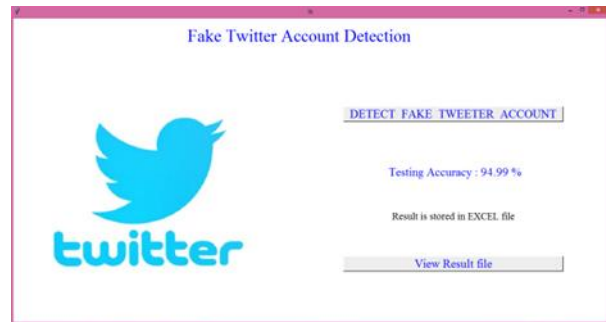 Fake Twitter Account Detection
DETECT FAKE TWEETER ACCOUNT
Testing Accuracy : 94.99 %
Result is stored in EXCEL file
View Result file
twitter